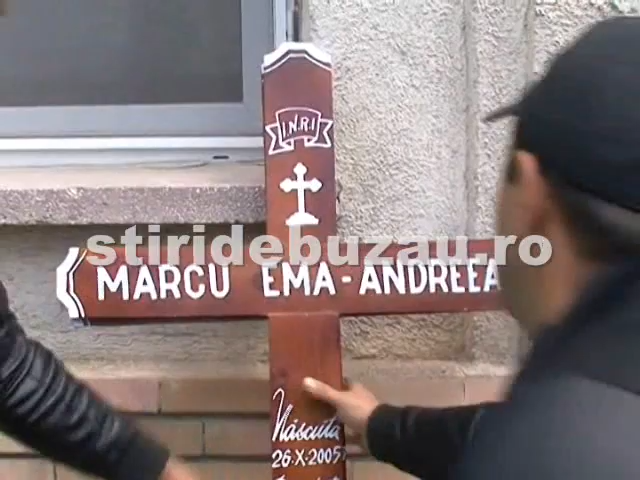 I.N.R.I
stiridebuzau.ro
MARCU EMA-ANDREEA
Născută
26.X.2005